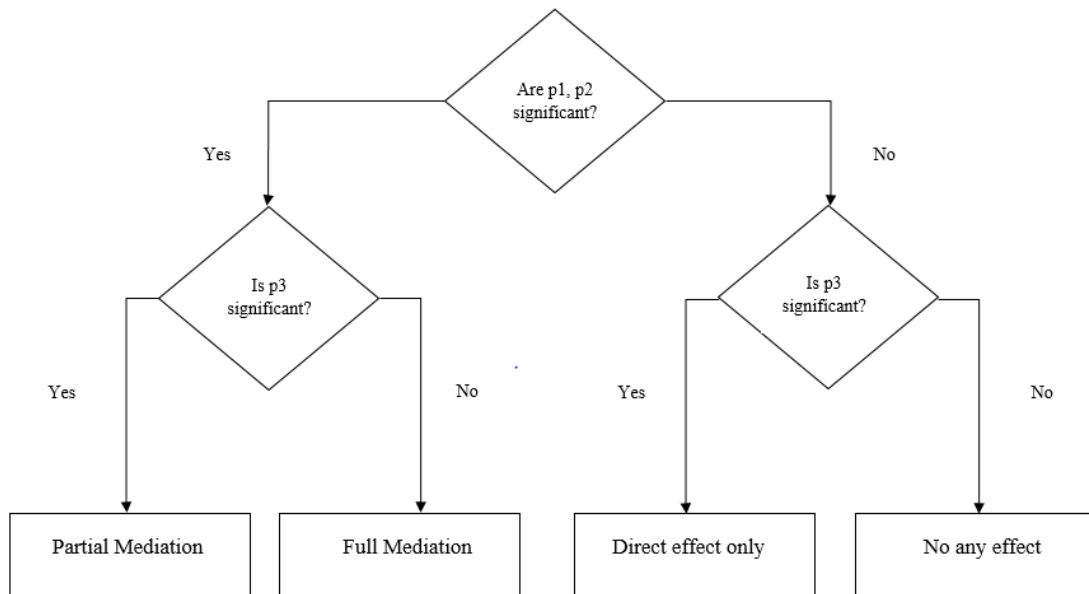 Are p1, p2
significant?
Yes
No
Is p3
significant?
Is p3
significant?
Yes
No
Yes
No
Partial Mediation
Full Mediation
Direct effect only
No any effect